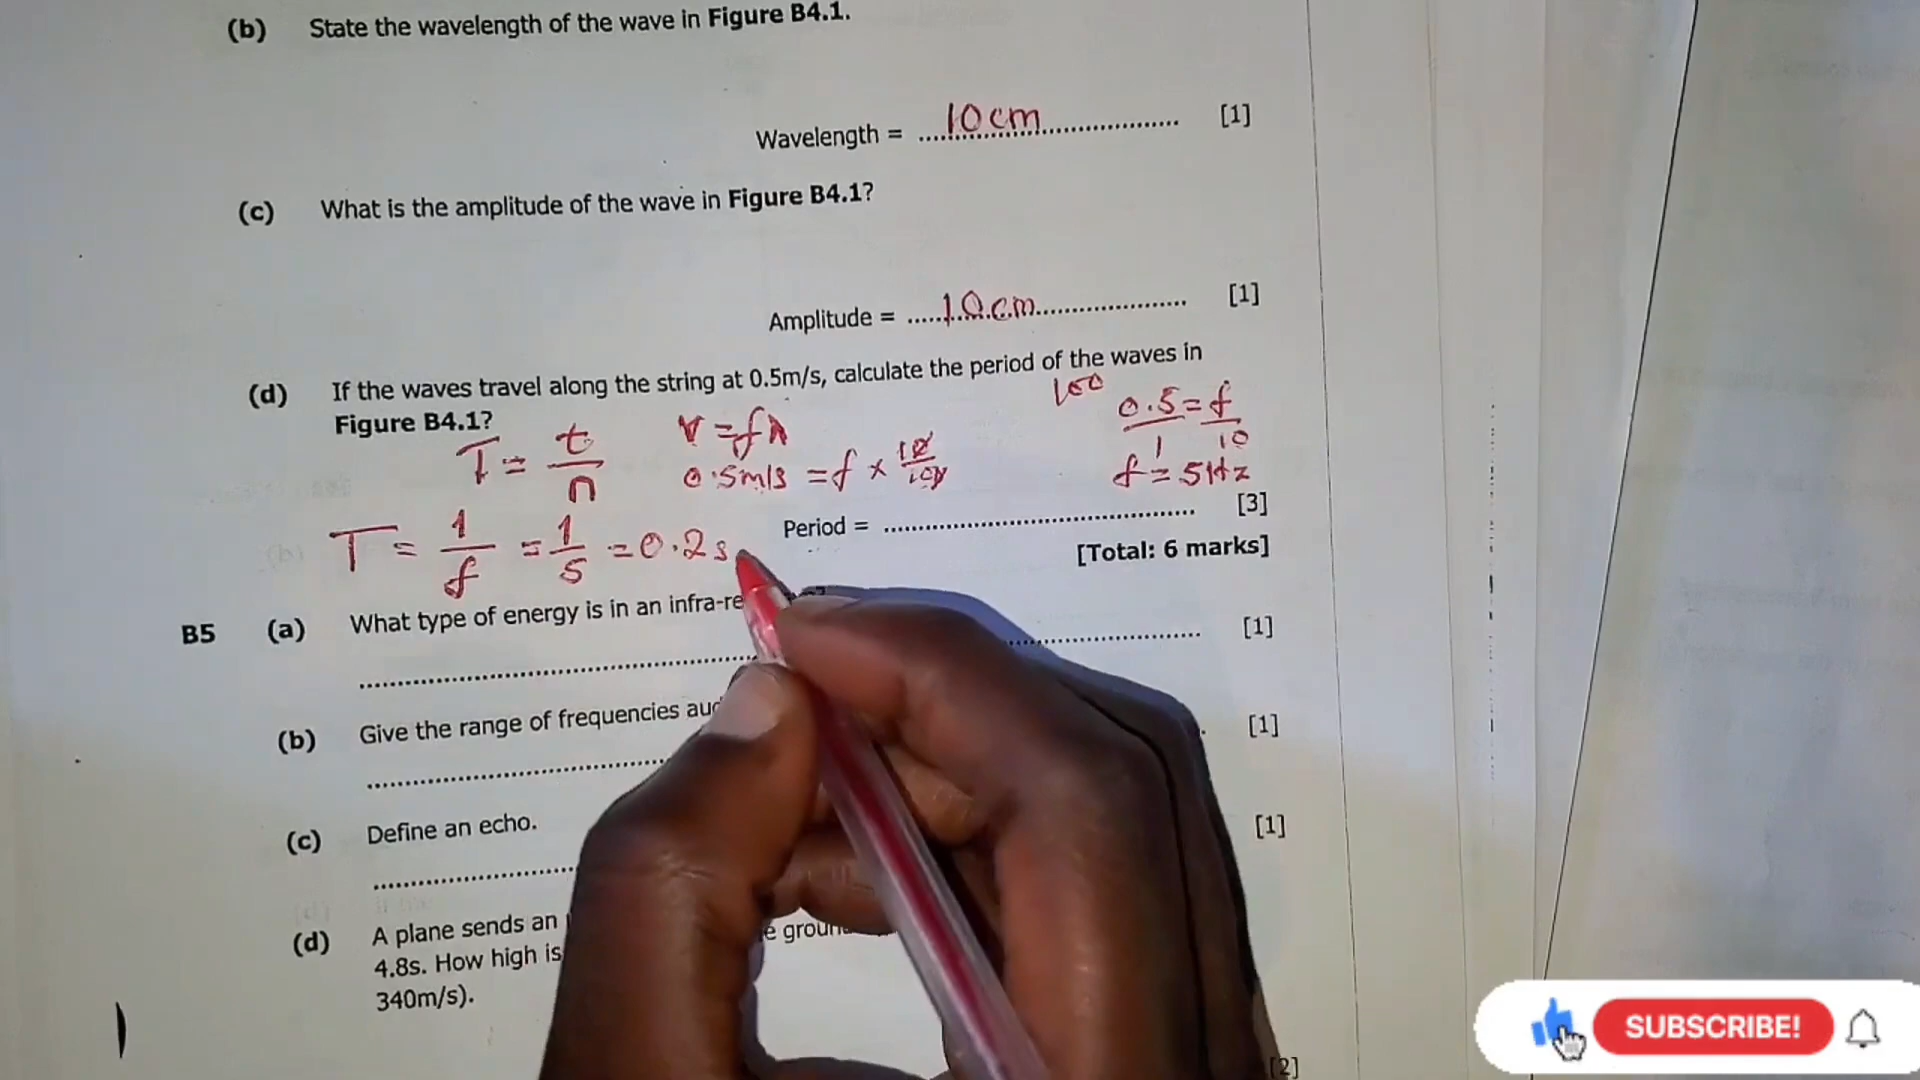 (b) State the wavelength of the wave in Figure B4.1.
Wavelength = 10cm [1]
(c) What is the amplitude of the wave in Figure B4.1?
Amplitude = 10cm [1]
(d) If the waves travel along the string at 0.5m/s, calculate the period of the waves in
Figure B4.1?
T = t/n
v = fλ
0.5m/s = f × 10/100
100
0.5/1 = f/10
f = 5Hz
Period = [3]
T = 1/f = 1/5 = 0.2s
[Total: 6 marks]
B5 (a) What type of energy is in an infra-re
[1]
(b) Give the range of frequencies
[1]
(c) Define an echo.
[1]
(d) A plane sends an
4.8s. How high is
340m/s).
[2]
SUBSCRIBE!